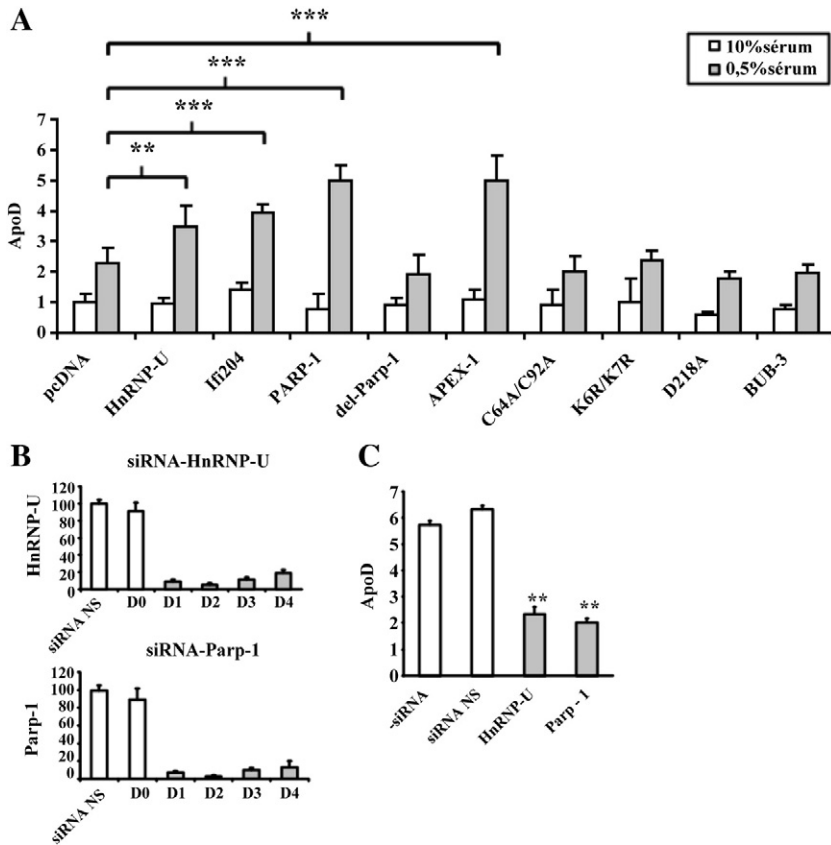 A
***
***
***
**
10%sérum
0,5%sérum
ApoD
7
6
5
4
3
2
1
0
pcDNA
HnRNP-U
Ifi204
PARP-1
del-Parp-1
APEX-1
C64A/C92A
K6R/K7R
D218A
BUB-3
B
siRNA-HnRNP-U
HnRNP-U
120
100
80
60
40
20
0
siRNA NS
D0
D1
D2
D3
D4
siRNA-Parp-1
Parp-1
120
100
80
60
40
20
0
siRNA NS
D0
D1
D2
D3
D4
C
ApoD
7
6
5
4
3
2
1
0
**
**
-siRNA
siRNA NS
HnRNP-U
Parp - 1